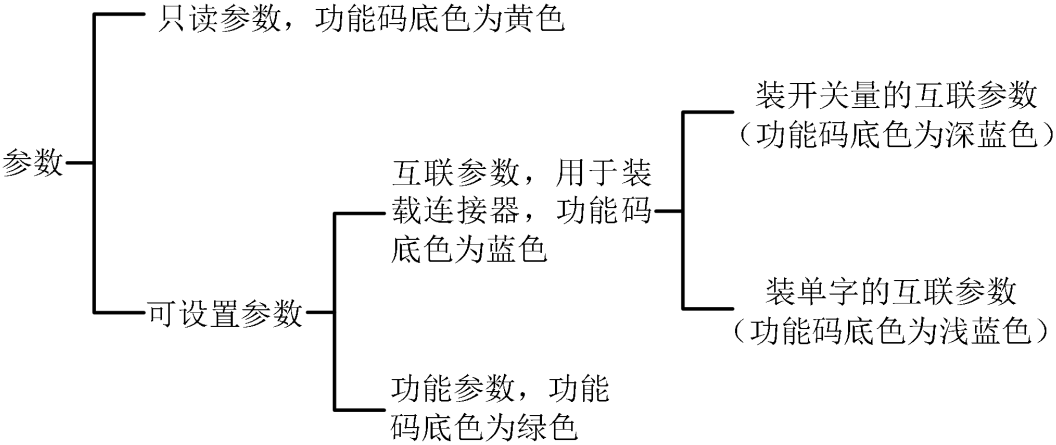 只读参数，功能码底色为黄色
装开关量的互联参数
（功能码底色为深蓝色）
参数
互联参数，用于装
载连接器，功能码
底色为蓝色
可设置参数
装单字的互联参数
（功能码底色为浅蓝色）
功能参数，功能
码底色为绿色